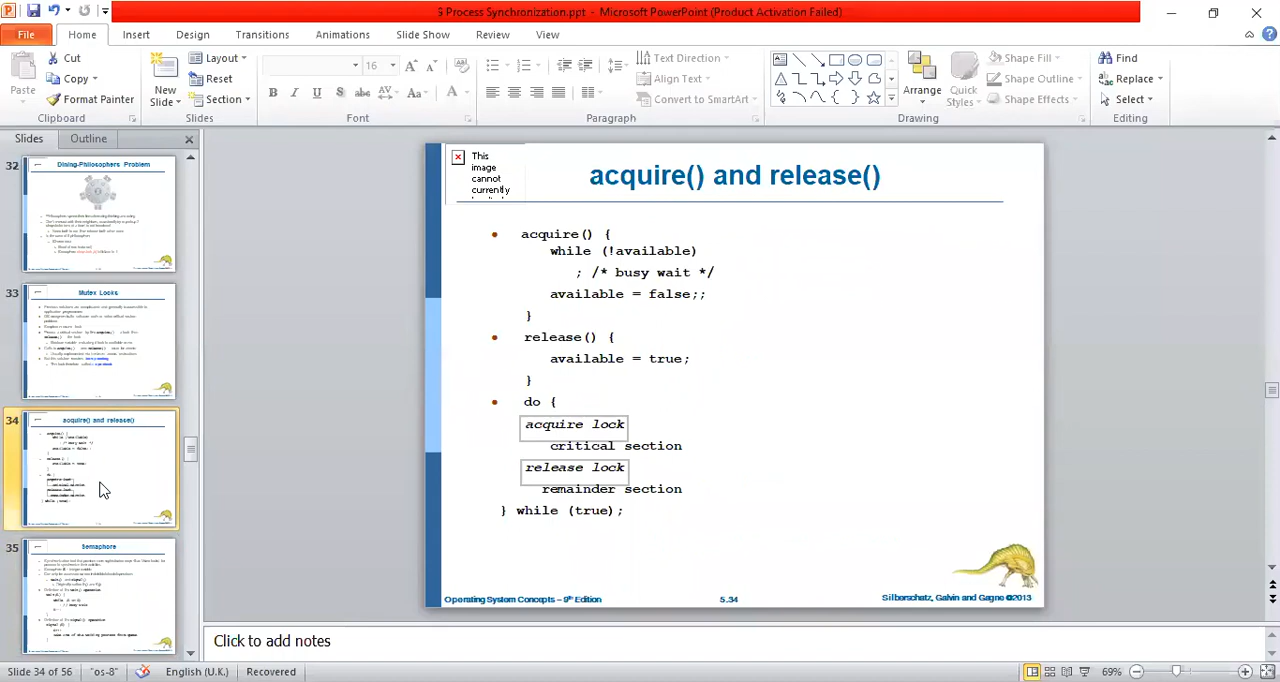 5 Process Synchronization.ppt - Microsoft PowerPoint (Product Activation Failed)
File Home Insert Design Transitions Animations Slide Show Review View
Paste
Cut
Copy
Format Painter
Clipboard
New
Slide
Layout
Reset
Section
Slides
16
B I U S abc AV Aa A
Font
Text Direction
Align Text
Convert to SmartArt
Paragraph
Arrange
Quick
Styles
Shape Fill
Shape Outline
Shape Effects
Drawing
Find
Replace
Select
Editing
Slides Outline
32
Dining-Philosophers Problem
33
Mutex Locks
34
acquire() and release()
35
Semaphore
This
image
cannot
currently
acquire() and release()
• acquire() {
while (!available)
; /* busy wait */
available = false;;
}
• release() {
available = true;
}
• do {
acquire lock
critical section
release lock
remainder section
} while (true);
Operating System Concepts – 9th Edition
5.34
Silberschatz, Galvin and Gagne ©2013
Click to add notes
Slide 34 of 56 "os-8" English (U.K.) Recovered 69%